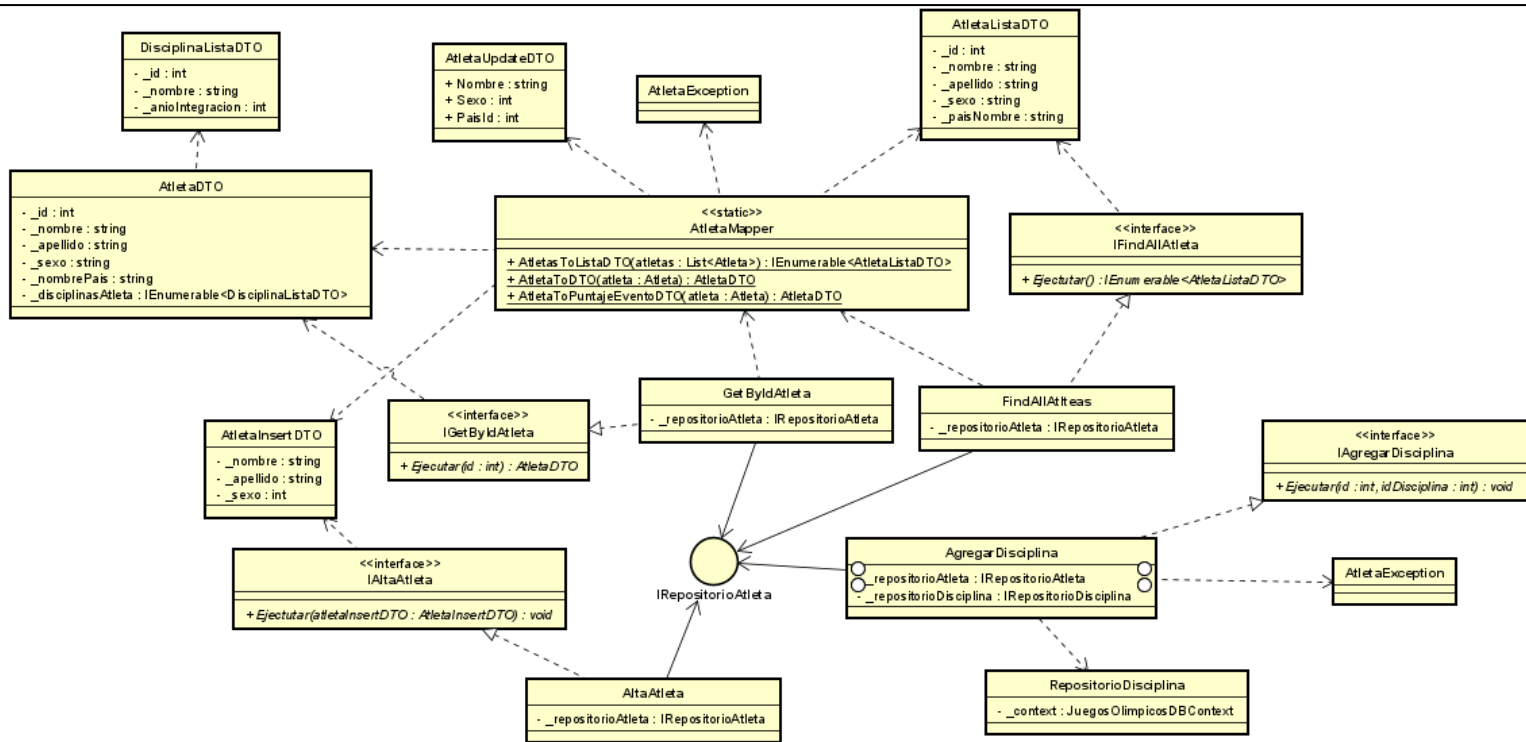 DisciplinaListaDTO
- _id : int
- _nombre : string
- _anioIntegracion : int
AtletaUpdateDTO
+ Nombre : string
+ Sexo : int
+ PaisId : int
AtletaException
AtletaListaDTO
- _id : int
- _nombre : string
- _apellido : string
- _sexo : string
- _paisNombre : string
AtletaDTO
- _id : int
- _nombre : string
- _apellido : string
- _sexo : string
- _nombrePais : string
- _disciplinasAtleta : IEnumerable<DisciplinaListaDTO>
<<static>>
AtletaMapper
+ AtletasToListaDTO(atletas : List<Atleta>) : IEnumerable<AtletaListaDTO>
+ AtletaToDTO(atleta : Atleta) : AtletaDTO
+ AtletaToPuntajeEventoDTO(atleta : Atleta) : AtletaDTO
<<interface>>
IFindAllAtleta
+ Ejectutar() : IEnumerable<AtletaListaDTO>
AtletaInsertDTO
- _nombre : string
- _apellido : string
- _sexo : int
<<interface>>
IGetByIdAtleta
+ Ejecutar(id : int) : AtletaDTO
GetByIdAtleta
- _repositorioAtleta : IRepositorioAtleta
FindAllAtlteas
- _repositorioAtleta : IRepositorioAtleta
<<interface>>
IAgregarDisciplina
+ Ejecutar(id : int, idDisciplina : int) : void
<<interface>>
IAltaAtleta
+ Ejectutar(atletaInsertDTO : AtletaInsertDTO) : void
IRepositorioAtleta
AgregarDisciplina
_repositorioAtleta : IRepositorioAtleta
- _repositorioDisciplina : IRepositorioDisciplina
AtletaException
AltaAtleta
- _repositorioAtleta : IRepositorioAtleta
RepositorioDisciplina
- _context : JuegosOlimpicosDBContext